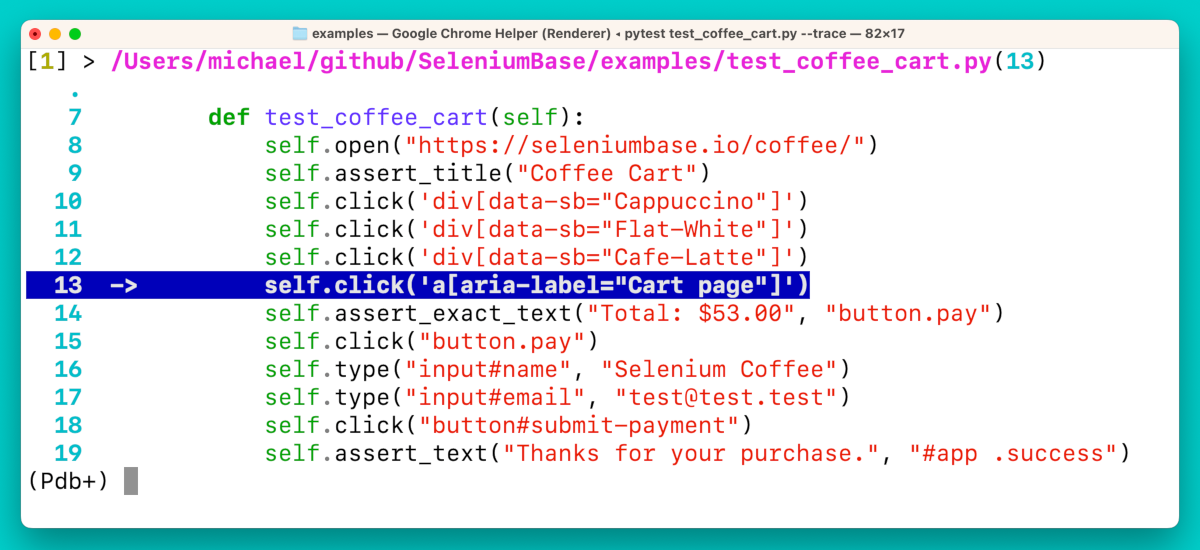 examples — Google Chrome Helper (Renderer) ◂ pytest test_coffee_cart.py --trace — 82×17
[1] > /Users/michael/github/SeleniumBase/examples/test_coffee_cart.py(13)
.
7         def test_coffee_cart(self):
8             self.open("https://seleniumbase.io/coffee/")
9             self.assert_title("Coffee Cart")
10             self.click('div[data-sb="Cappuccino"]')
11             self.click('div[data-sb="Flat-White"]')
12             self.click('div[data-sb="Cafe-Latte"]')
13  ->         self.click('a[aria-label="Cart page"]')
14             self.assert_exact_text("Total: $53.00", "button.pay")
15             self.click("button.pay")
16             self.type("input#name", "Selenium Coffee")
17             self.type("input#email", "test@test.test")
18             self.click("button#submit-payment")
19             self.assert_text("Thanks for your purchase.", "#app .success")
(Pdb+)